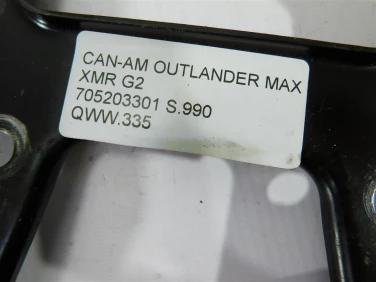 CAN-AM OUTLANDER MAX
XMR G2
705203301 S.990
QWW.335